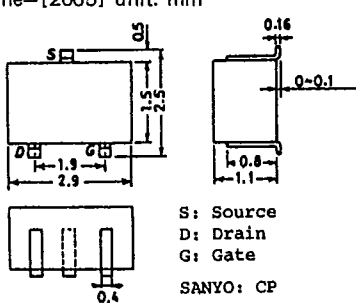 [2003] unit: mm
0.5
0.16
S
1.5
2.5
0~0.1
D
G
1.9
2.9
0.8
1.1
S: Source
D: Drain
G: Gate
0.4
SANYO: CP